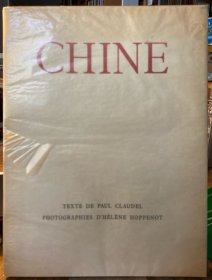 CHINE
TEXTE DE PAUL CLAUDEL
PHOTOGRAPHIES D'HÉLÈNE HOPPENOT